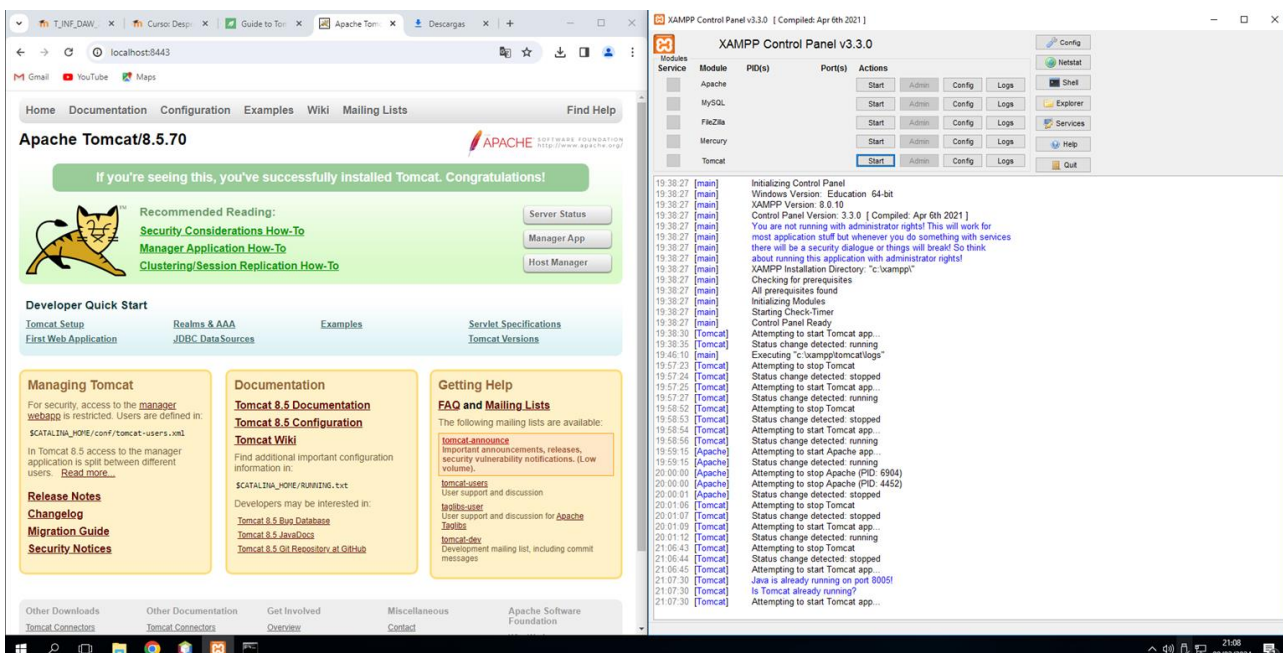 T_INF_DAW_
Curso: Desp
Guide to Tom
Apache Tom
Descargas
localhost:8443
Gmail YouTube Maps
Home Documentation Configuration Examples Wiki Mailing Lists Find Help
Apache Tomcat/8.5.70
APACHE SOFTWARE FOUNDATION
http://www.apache.org/
If you're seeing this, you've successfully installed Tomcat. Congratulations!
TM
Recommended Reading:
Security Considerations How-To
Manager Application How-To
Clustering/Session Replication How-To
Server Status
Manager App
Host Manager
Developer Quick Start
Tomcat Setup
First Web Application
Realms & AAA
JDBC DataSources
Examples
Servlet Specifications
Tomcat Versions
Managing Tomcat
For security, access to the manager
webapp is restricted. Users are defined in:
$CATALINA_HOME/conf/tomcat-users.xml
In Tomcat 8.5 access to the manager
application is split between different
users. Read more...
Release Notes
Changelog
Migration Guide
Security Notices
Documentation
Tomcat 8.5 Documentation
Tomcat 8.5 Configuration
Tomcat Wiki
Find additional important configuration
information in:
$CATALINA_HOME/RUNNING.txt
Developers may be interested in:
Tomcat 8.5 Bug Database
Tomcat 8.5 JavaDocs
Tomcat 8.5 Git Repository at GitHub
Getting Help
FAQ and Mailing Lists
The following mailing lists are available:
tomcat-announce
Important announcements, releases,
security vulnerability notifications. (Low
volume).
tomcat-users
User support and discussion
taglibs-user
User support and discussion for Apache
Taglibs
tomcat-dev
Development mailing list, including commit
messages
Other Downloads
Tomcat Connectors
Other Documentation
Tomcat Connectors
Get Involved
Overview
Miscellaneous
Contact
Apache Software
Foundation
XAMPP Control Panel v3.3.0 [ Compiled: Apr 6th 2021 ]
XAMPP Control Panel v3.3.0
Modules
Service Module PID(s) Port(s) Actions
Apache Start Admin Config Logs
MySQL Start Admin Config Logs
FileZilla Start Admin Config Logs
Mercury Start Admin Config Logs
Tomcat Start Admin Config Logs
Config
Netstat
Shell
Explorer
Services
Help
Quit
19:38:27 [main] Initializing Control Panel
19:38:27 [main] Windows Version: Education 64-bit
19:38:27 [main] XAMPP Version: 8.0.10
19:38:27 [main] Control Panel Version: 3.3.0 [ Compiled: Apr 6th 2021 ]
19:38:27 [main] You are not running with administrator rights! This will work for
19:38:27 [main] most application stuff but whenever you do something with services
19:38:27 [main] there will be a security dialogue or things will break! So think
19:38:27 [main] about running this application with administrator rights!
19:38:27 [main] XAMPP Installation Directory: "c:\xampp\"
19:38:27 [main] Checking for prerequisites
19:38:27 [main] All prerequisites found
19:38:27 [main] Initializing Modules
19:38:27 [main] Starting Check-Timer
19:38:27 [main] Control Panel Ready
19:38:30 [Tomcat] Attempting to start Tomcat app...
19:38:35 [Tomcat] Status change detected: running
19:46:10 [main] Executing "c:\xampp\tomcat\logs"
19:57:23 [Tomcat] Attempting to stop Tomcat
19:57:24 [Tomcat] Status change detected: stopped
19:57:25 [Tomcat] Attempting to start Tomcat app...
19:57:27 [Tomcat] Status change detected: running
19:58:52 [Tomcat] Attempting to stop Tomcat
19:58:53 [Tomcat] Status change detected: stopped
19:58:54 [Tomcat] Attempting to start Tomcat app...
19:58:56 [Tomcat] Status change detected: running
19:59:15 [Apache] Attempting to start Apache app...
19:59:15 [Apache] Status change detected: running
20:00:00 [Apache] Attempting to stop Apache (PID: 6904)
20:00:00 [Apache] Attempting to stop Apache (PID: 4452)
20:00:01 [Apache] Status change detected: stopped
20:01:06 [Tomcat] Attempting to stop Tomcat
20:01:07 [Tomcat] Status change detected: stopped
20:01:09 [Tomcat] Attempting to start Tomcat app...
20:01:12 [Tomcat] Status change detected: running
21:06:43 [Tomcat] Attempting to stop Tomcat
21:06:44 [Tomcat] Status change detected: stopped
21:06:45 [Tomcat] Attempting to start Tomcat app...
21:07:30 [Tomcat] Java is already running on port 8005!
21:07:30 [Tomcat] Is Tomcat already running?
21:07:30 [Tomcat] Attempting to start Tomcat app...
21:08